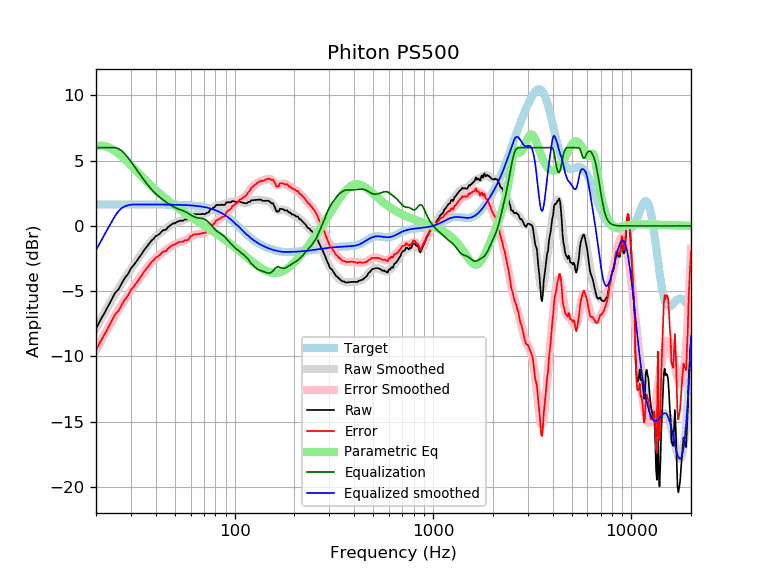 Phiton PS500
Amplitude (dBr)
10
5
0
−5
−10
−15
−20
Target
Raw Smoothed
Error Smoothed
Raw
Error
Parametric Eq
Equalization
Equalized smoothed
100
1000
10000
Frequency (Hz)